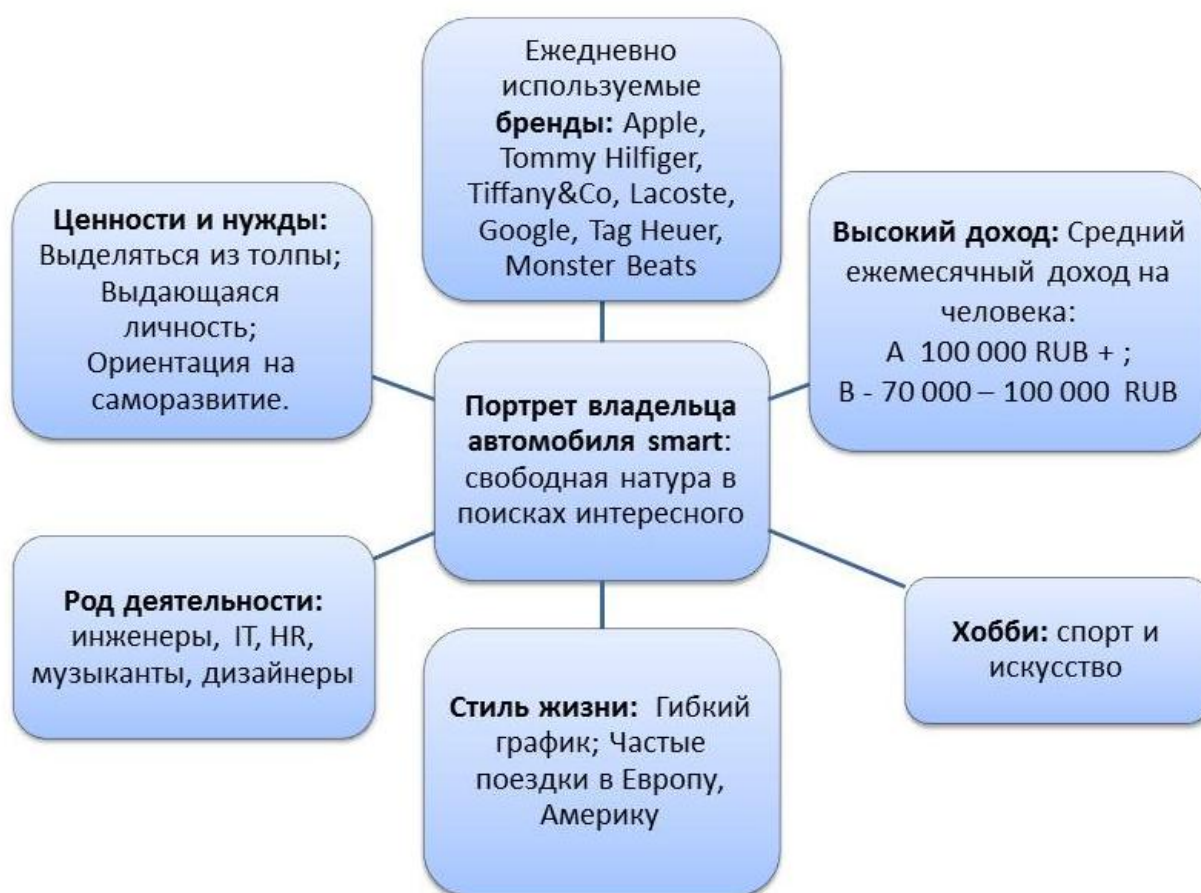 Ежедневно
используемые
бренды: Apple,
Tommy Hilfiger,
Tiffany&Co, Lacoste,
Google, Tag Heuer,
Monster Beats
Ценности и нужды:
Выделяться из толпы;
Выдающаяся
личность;
Ориентация на
саморазвитие.
Высокий доход: Средний
ежемесячный доход на
человека:
А 100 000 RUB + ;
В - 70 000 – 100 000 RUB
Портрет владельца
автомобиля smart:
свободная натура в
поисках интересного
Род деятельности:
инженеры, IT, HR,
музыканты, дизайнеры
Стиль жизни: Гибкий
график; Частые
поездки в Европу,
Америку
Хобби: спорт и
искусство